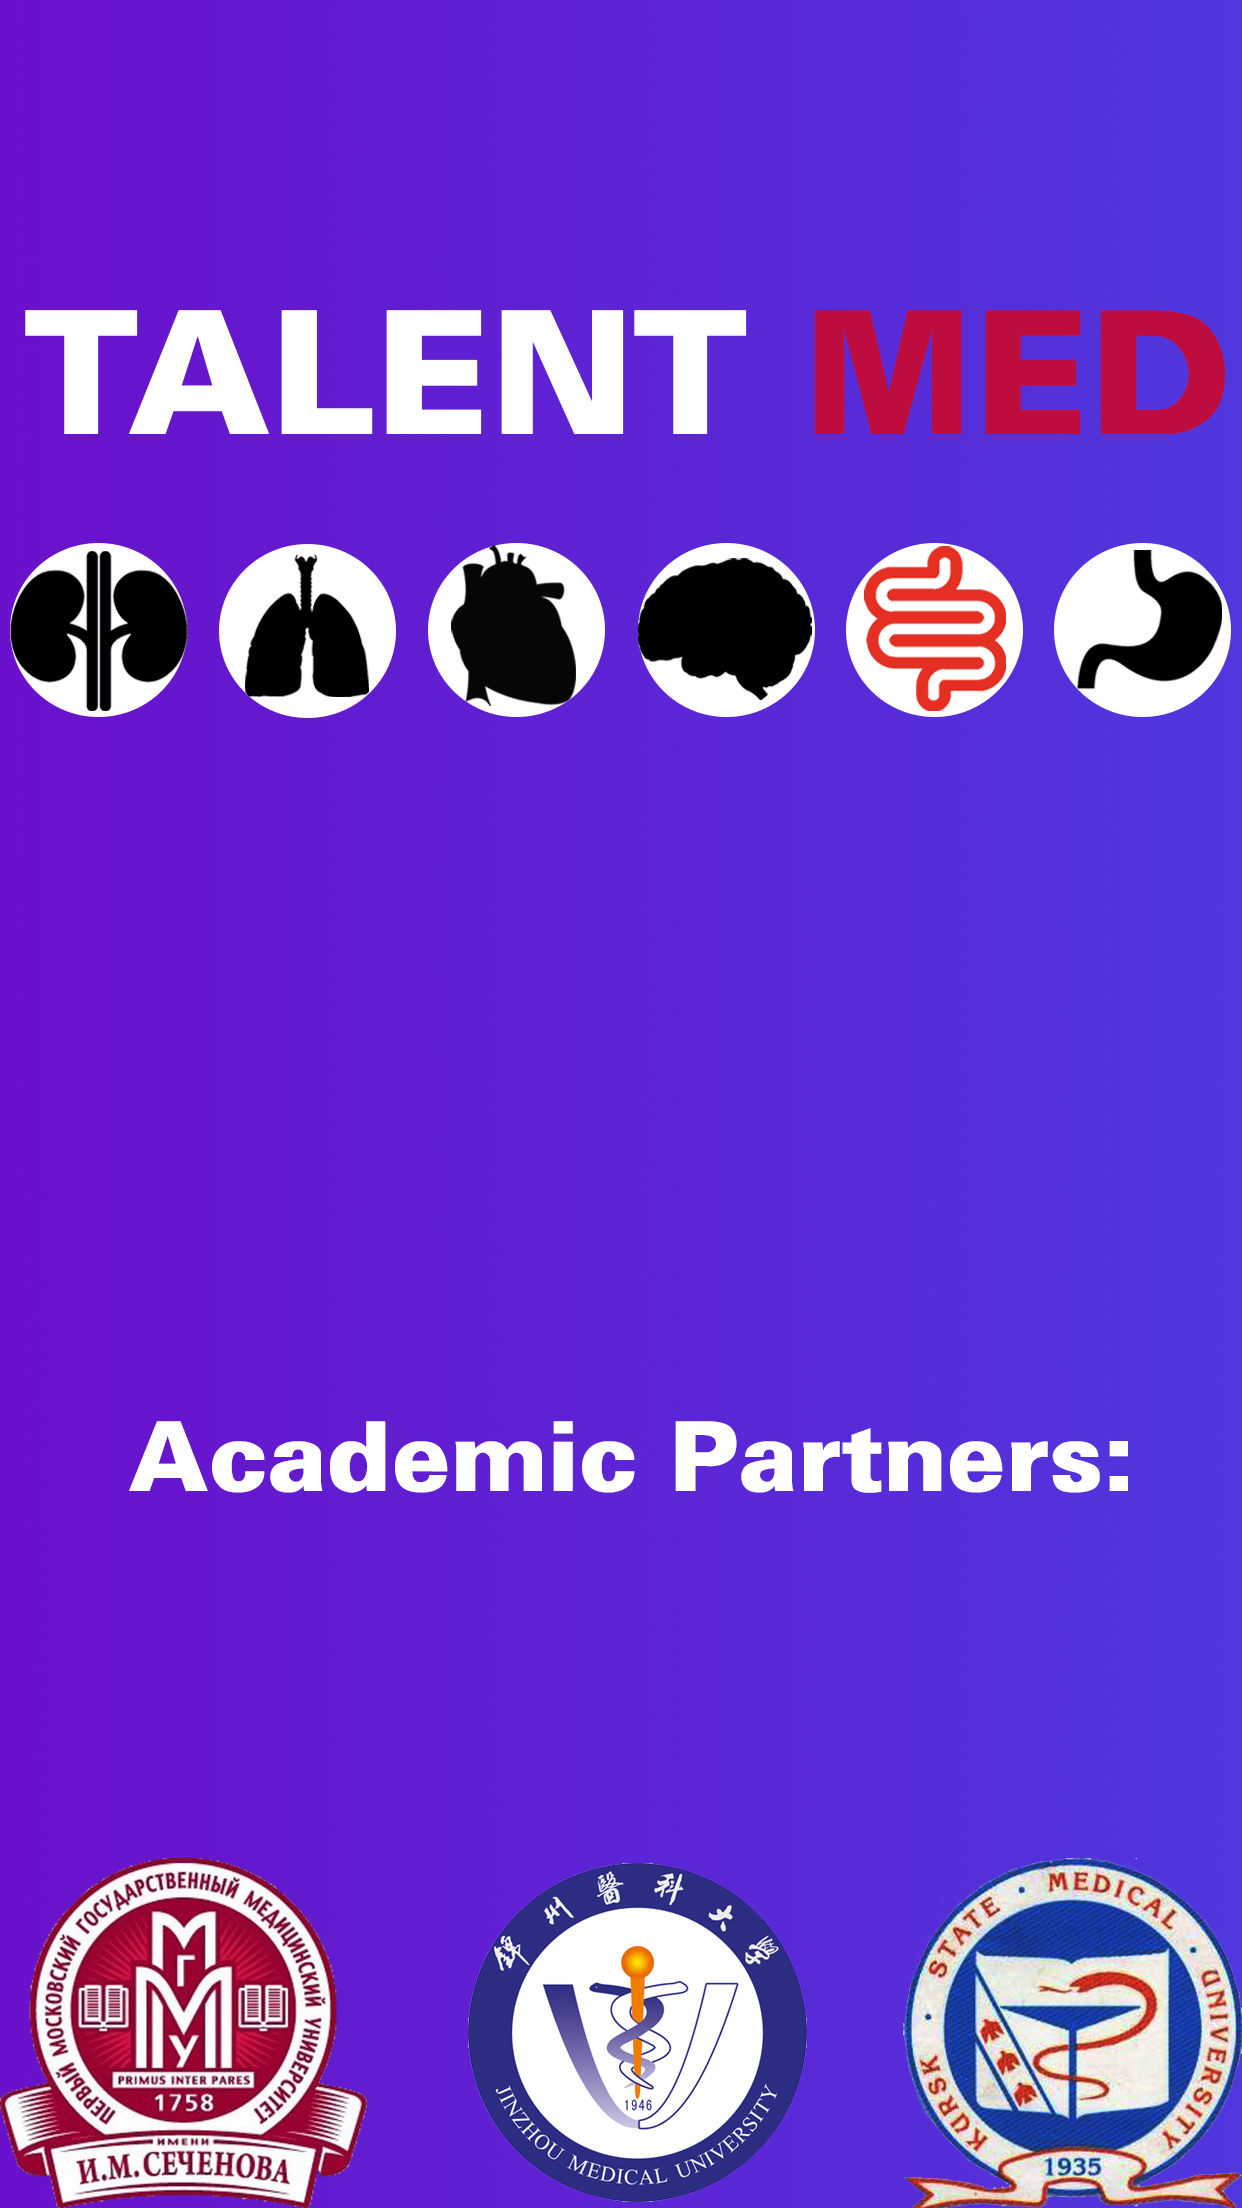 TALENT MED
Academic Partners:
ПЕРВЫЙ МОСКОВСКИЙ ГОСУДАРСТВЕННЫЙ МЕДИЦИНСКИЙ УНИВЕРСИТЕТ
МГМУ
PRIMUS INTER PARES
1758
ИМЕНИ
И.М.СЕЧЕНОВА
錦州醫科大學
1946
JINZHOU MEDICAL UNIVERSITY
KURSK · STATE · MEDICAL · UNIVERSITY
1935